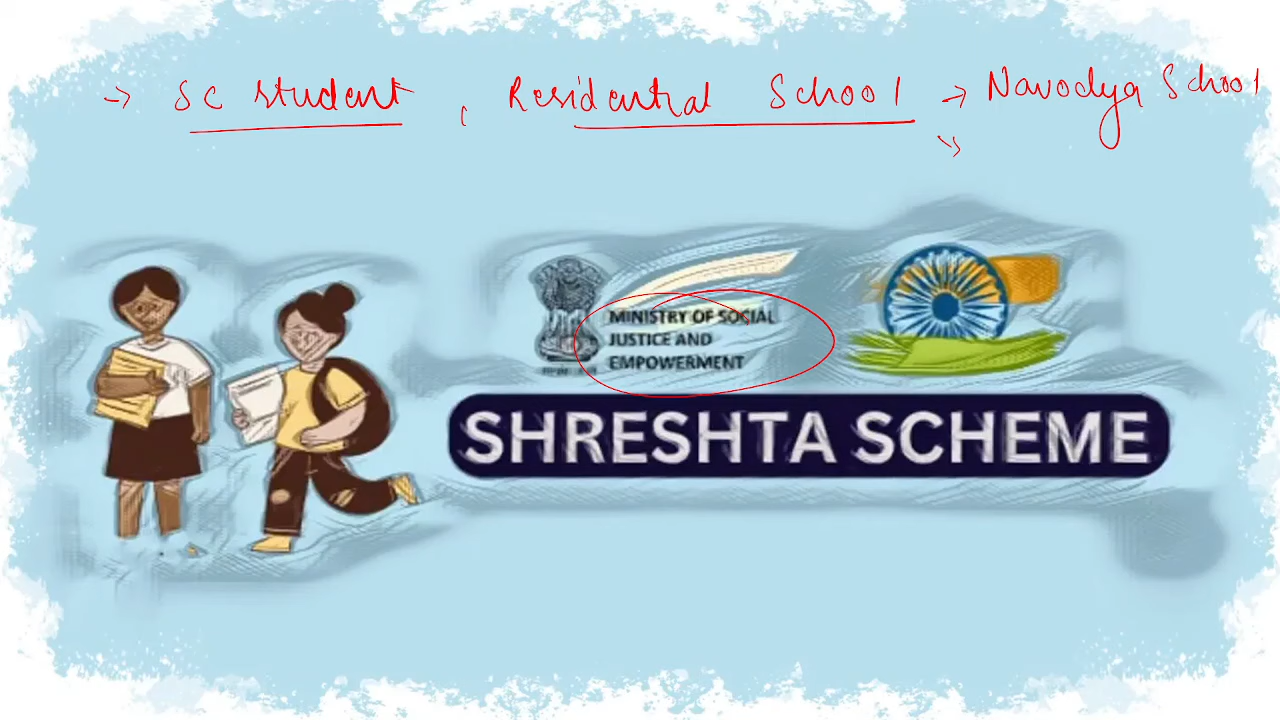 → SC student , Residential School → Navodya School
MINISTRY OF SOCIAL
JUSTICE AND
EMPOWERMENT
SHRESHTA SCHEME